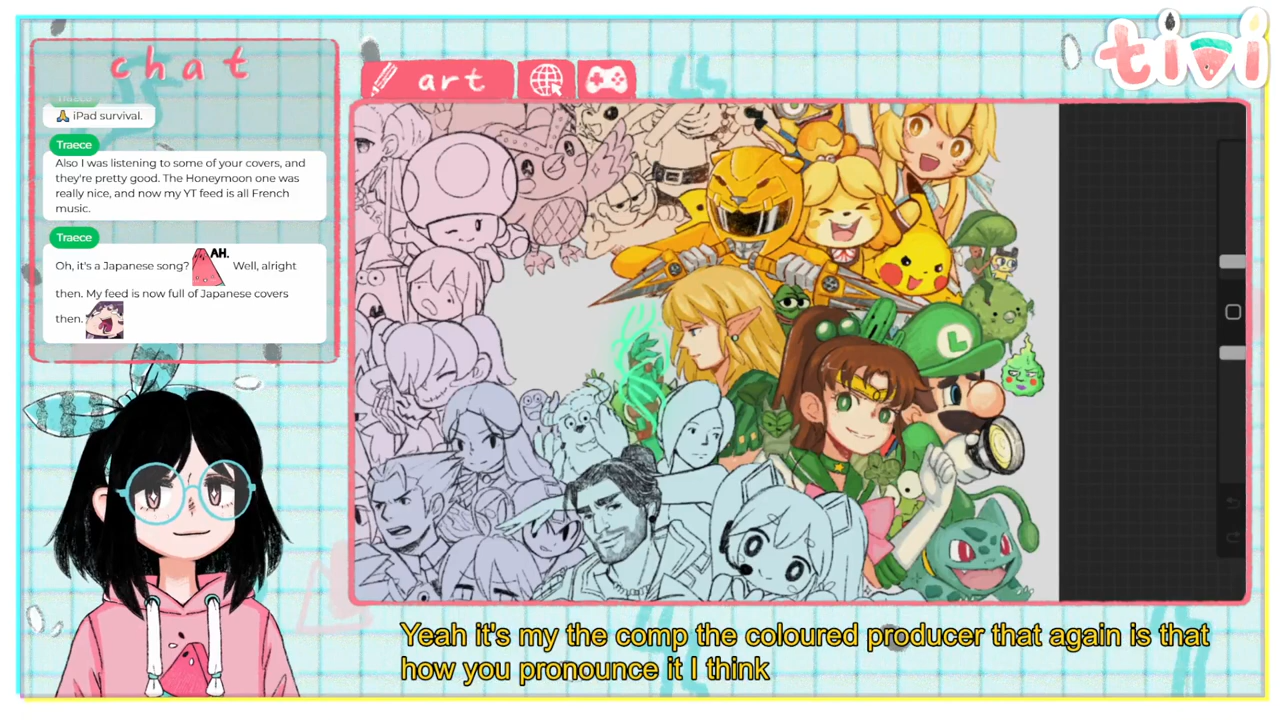 chat
art
tivi
Traece
🙏 iPad survival.
Traece
Also I was listening to some of your covers, and
they're pretty good. The Honeymoon one was
really nice, and now my YT feed is all French
music.
Traece
Oh, it's a Japanese song? AH. Well, alright
then. My feed is now full of Japanese covers
then.
L
Yeah it's my the comp the coloured producer that again is that
how you pronounce it I think